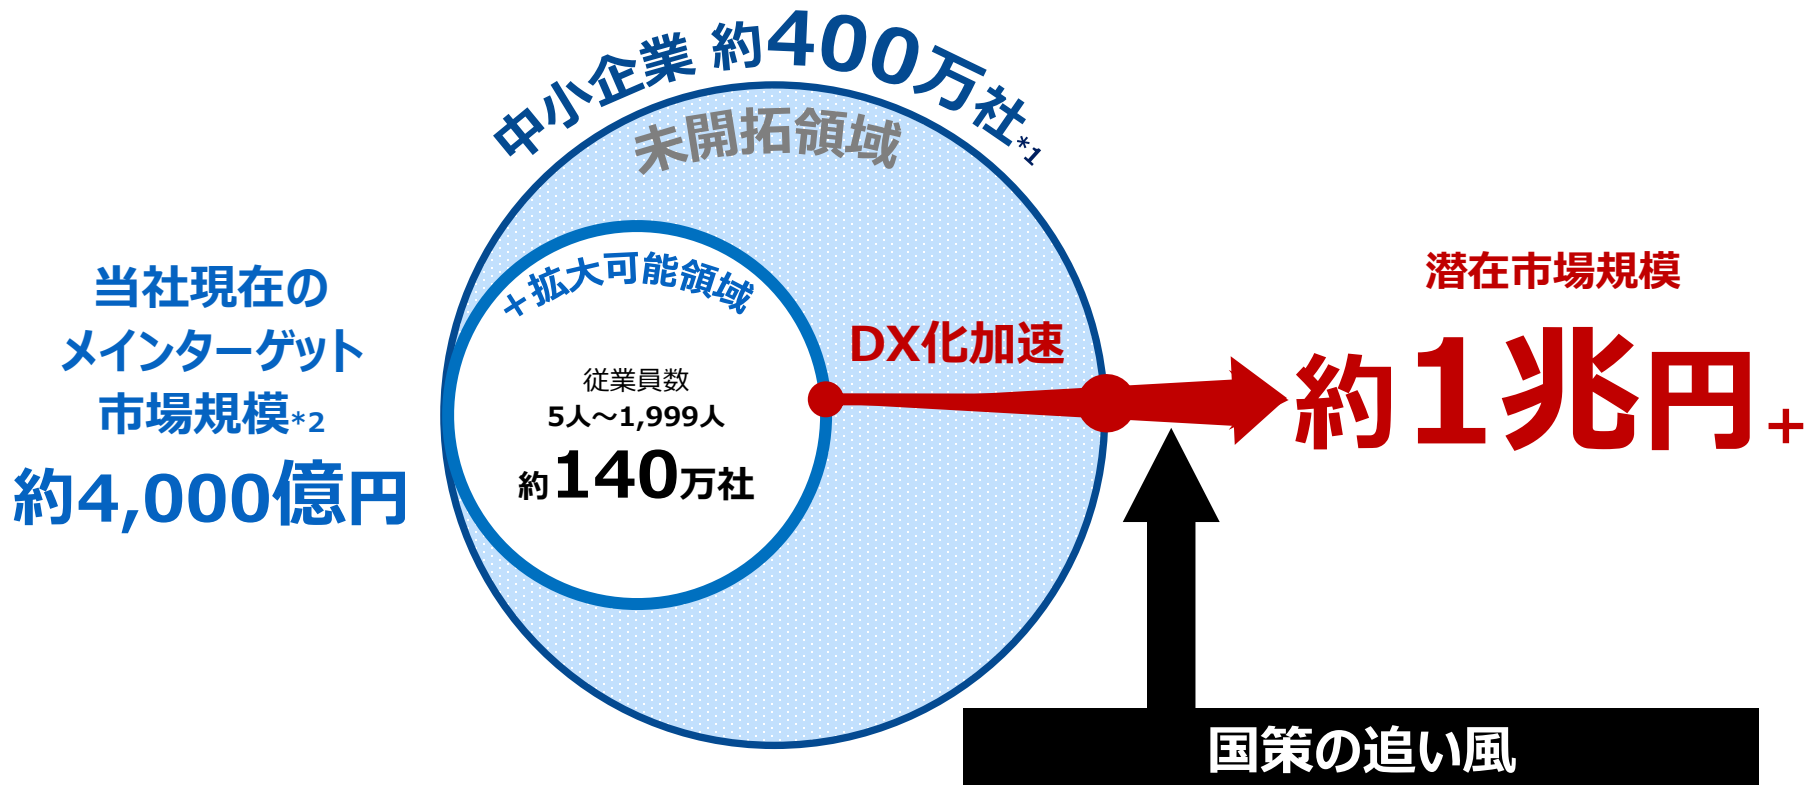 中小企業 約400万社*1
未開拓領域
当社現在の
メインターゲット
市場規模*2
約4,000億円
+拡大可能領域
従業員数
5人～1,999人
約140万社
DX化加速
潜在市場規模
約1兆円+
国策の追い風